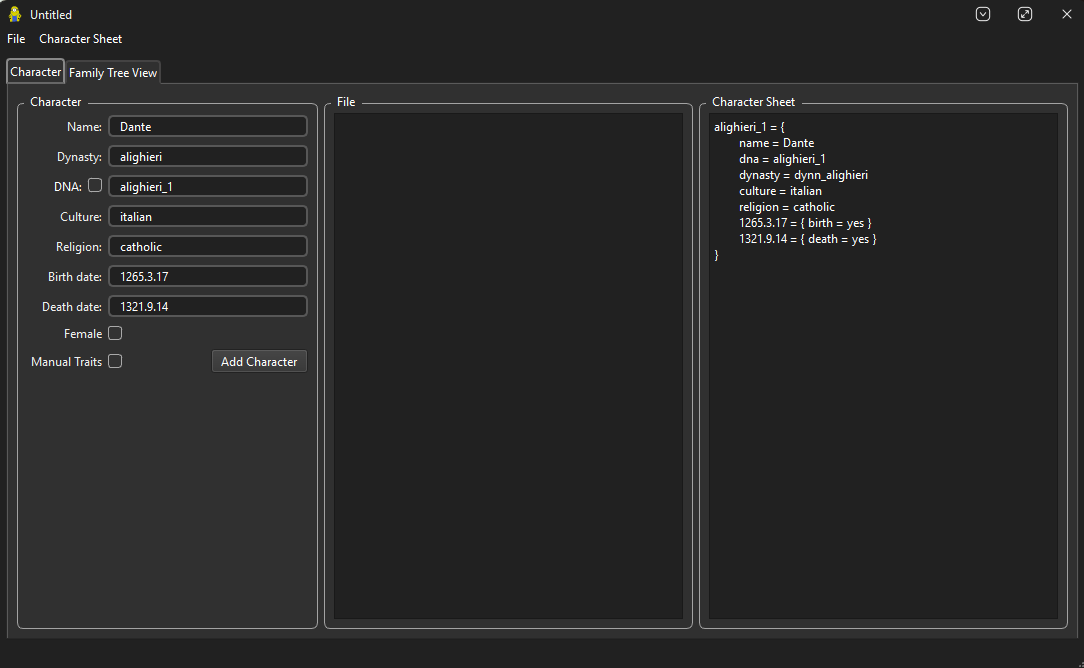 Untitled
File Character Sheet
Character Family Tree View
Character
Name: Dante
Dynasty: alighieri
DNA: alighieri_1
Culture: italian
Religion: catholic
Birth date: 1265.3.17
Death date: 1321.9.14
Female
Manual Traits Add Character
File
Character Sheet
alighieri_1 = {
name = Dante
dna = alighieri_1
dynasty = dynn_alighieri
culture = italian
religion = catholic
1265.3.17 = { birth = yes }
1321.9.14 = { death = yes }
}